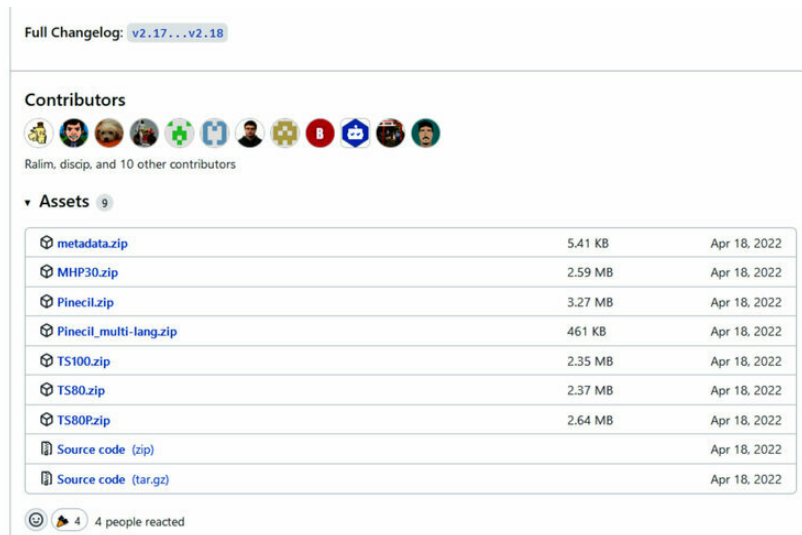 Full Changelog: v2.17...v2.18
Contributors
B
Ralim, discip, and 10 other contributors
Assets 9
metadata.zip 5.41 KB Apr 18, 2022
MHP30.zip 2.59 MB Apr 18, 2022
Pinecil.zip 3.27 MB Apr 18, 2022
Pinecil_multi-lang.zip 461 KB Apr 18, 2022
TS100.zip 2.35 MB Apr 18, 2022
TS80.zip 2.37 MB Apr 18, 2022
TS80P.zip 2.64 MB Apr 18, 2022
Source code (zip) Apr 18, 2022
Source code (tar.gz) Apr 18, 2022
4 4 people reacted